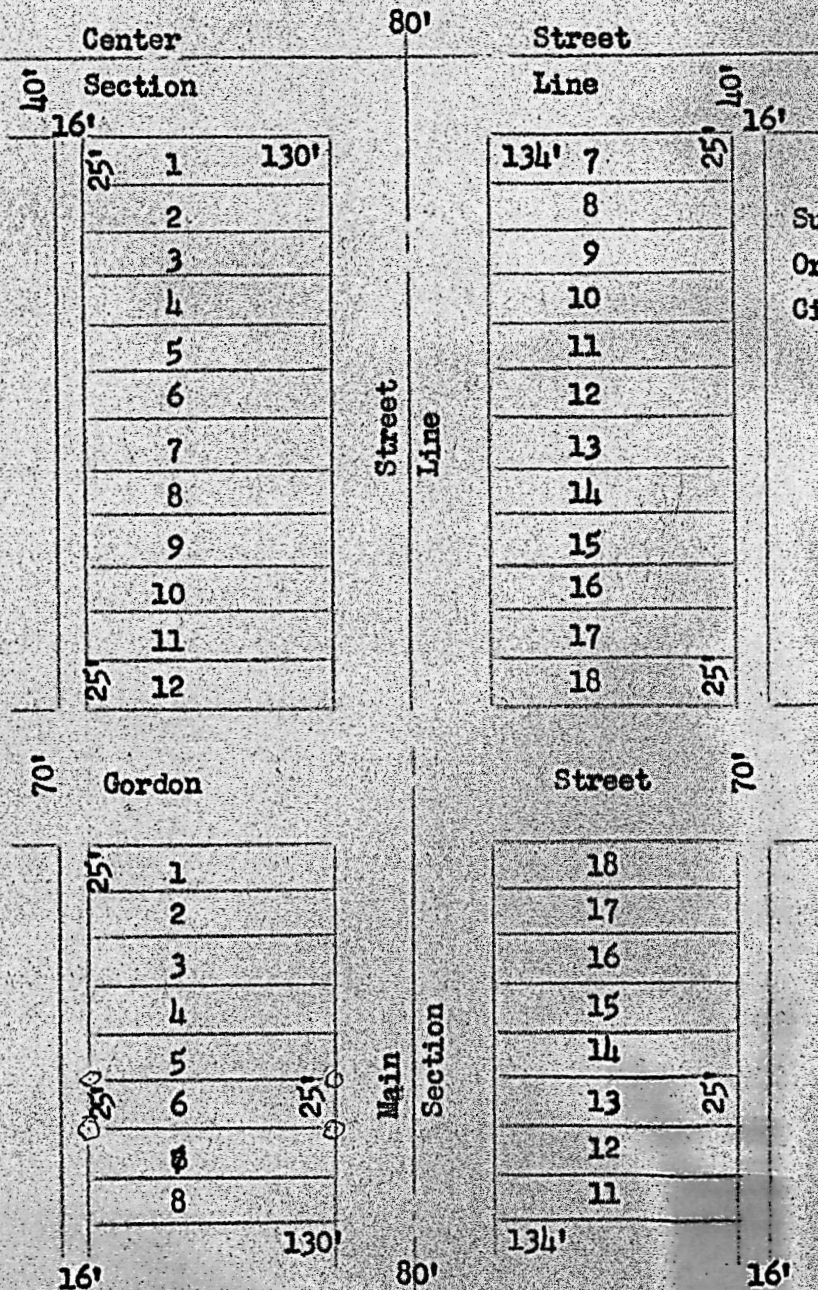 80'
Center Street
Section Line
40' 40'
16' 16'
25' 1 130' 134' 7 25'
2 8
Su
3 9
Or
4 10
Ci
5 11
6 12
Street Line
7 13
8 14
9 15
10 16
11 17
25' 12 18 25'
70' Gordon Street 70'
25' 1 18
2 17
3 16
4 15
5 14
Main Section
25' 6 25' 13 25'
12
8 11
130' 134'
16' 80' 16'